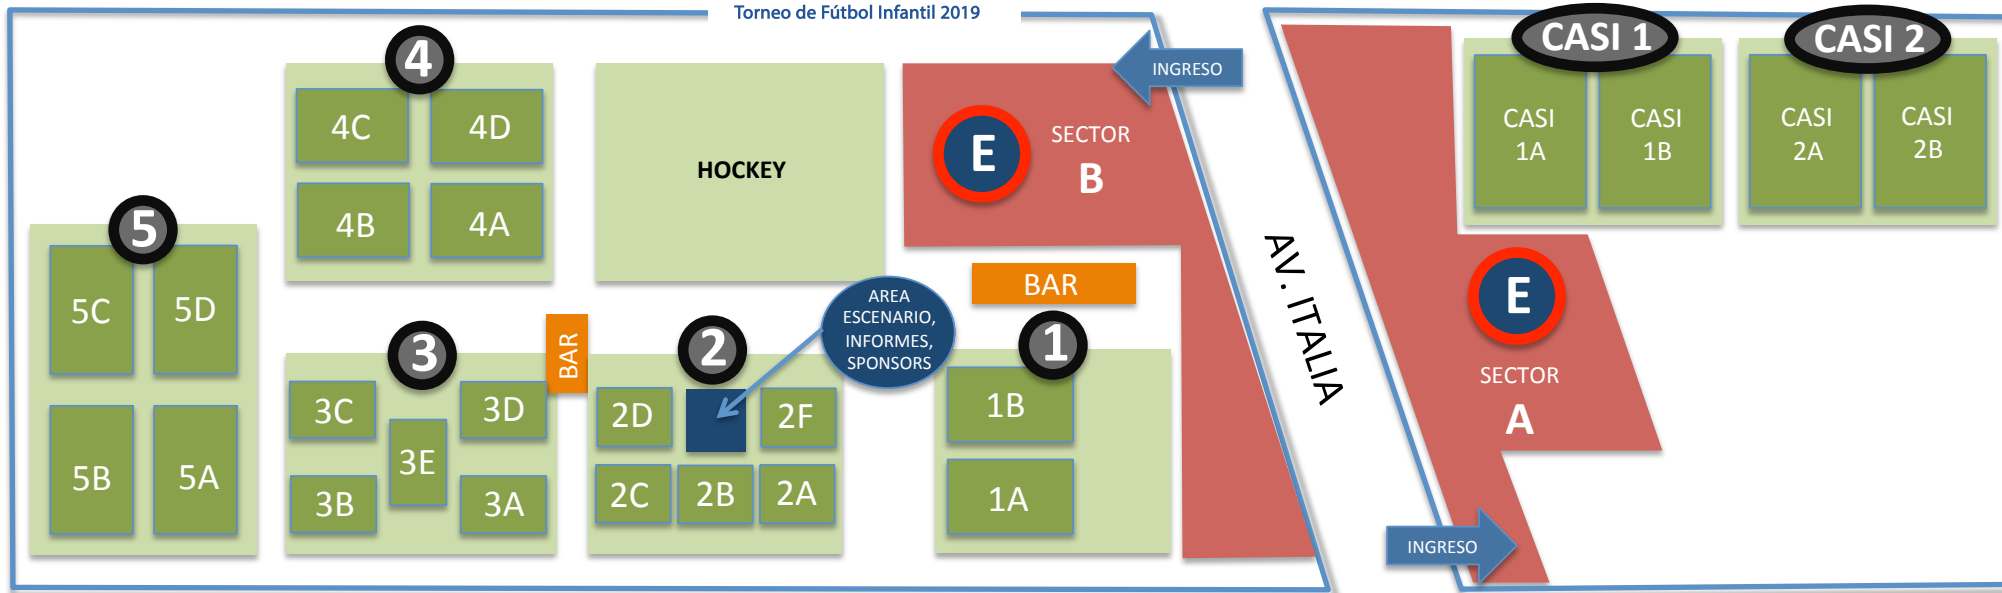 Torneo de Fútbol Infantil 2019
4
4C
4D
4B
4A
HOCKEY
INGRESO
E
SECTOR
B
CASI 1
CASI
1A
CASI
1B
CASI 2
CASI
2A
CASI
2B
5
5C
5D
5B
5A
3
3C
3D
3E
3B
3A
BAR
2
2D
2F
2C
2B
2A
AREA
ESCENARIO,
INFORMES,
SPONSORS
BAR
1
1B
1A
AV. ITALIA
E
SECTOR
A
INGRESO